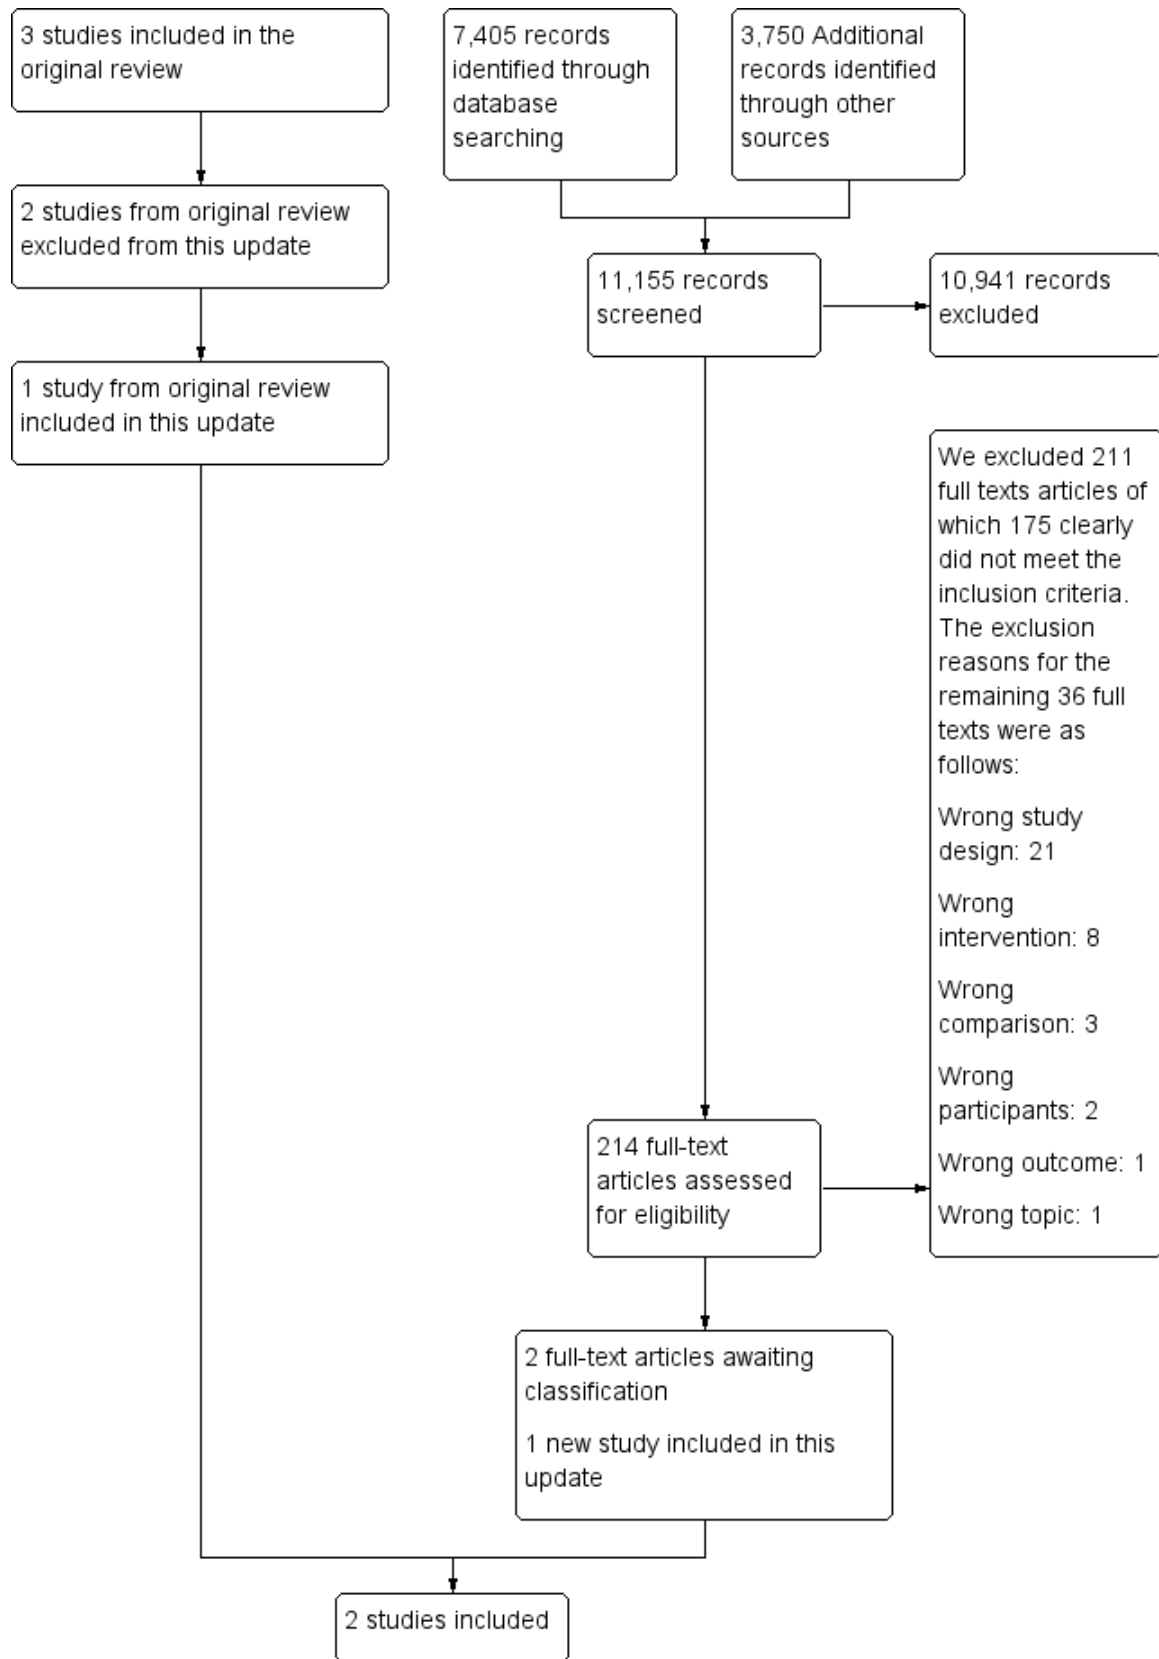 3 studies included in the
original review
7,405 records
identified through
database
searching
3,750 Additional
records identified
through other
sources
2 studies from original review
excluded from this update
11,155 records
screened
10,941 records
excluded
1 study from original review
included in this update
We excluded 211
full texts articles of
which 175 clearly
did not meet the
inclusion criteria.
The exclusion
reasons for the
remaining 36 full
texts were as
follows:
Wrong study
design: 21
Wrong
intervention: 8
Wrong
comparison: 3
Wrong
participants: 2
Wrong outcome: 1
Wrong topic: 1
214 full-text
articles assessed
for eligibility
2 full-text articles awaiting
classification
1 new study included in this
update
2 studies included